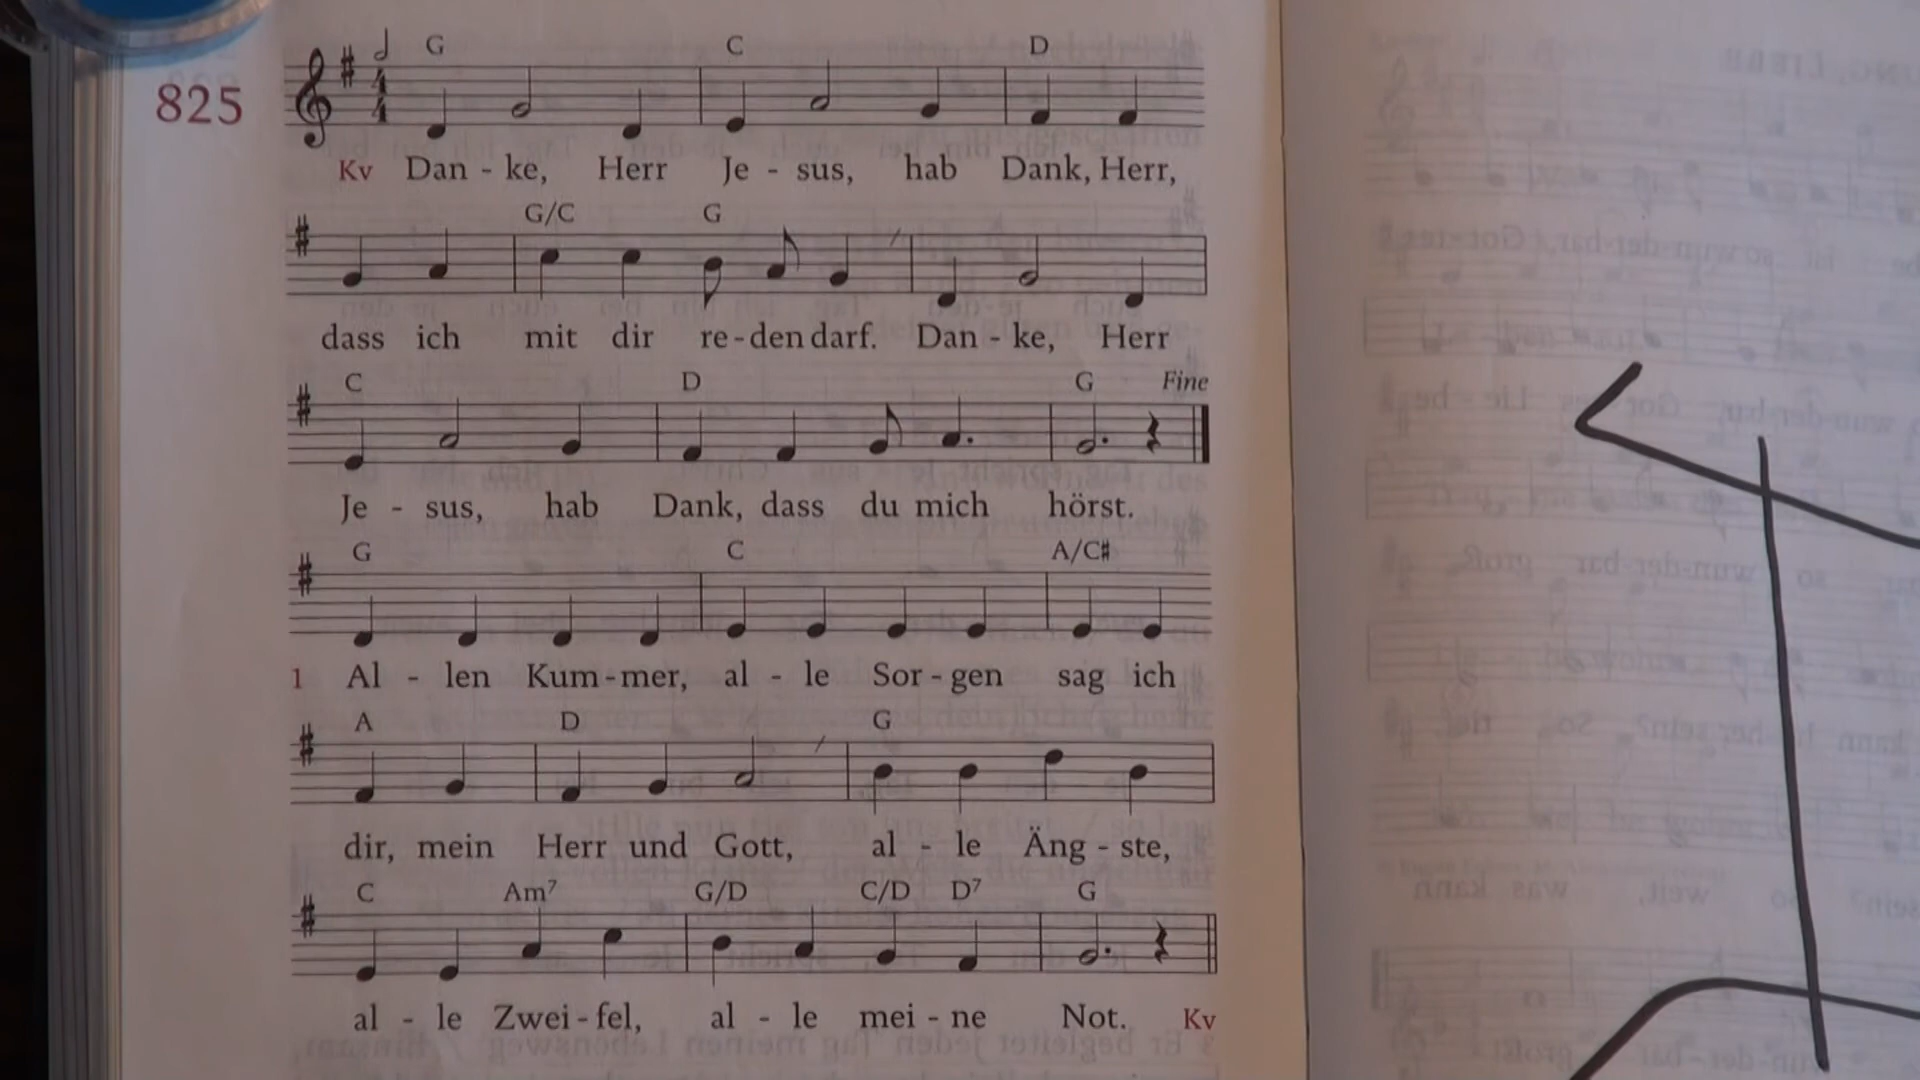 G C D
825
4
4
Kv Dan - ke, Herr Je - sus, hab Dank, Herr,
G/C G
dass ich mit dir re - den darf. Dan - ke, Herr
C D G Fine
Je - sus, hab Dank, dass du mich hörst.
G C A/C#
1 Al - len Kum - mer, al - le Sor - gen sag ich
A D G
dir, mein Herr und Gott, al - le Äng - ste,
C Am⁷ G/D C/D D⁷ G
al - le Zwei - fel, al - le mei - ne Not. Kv